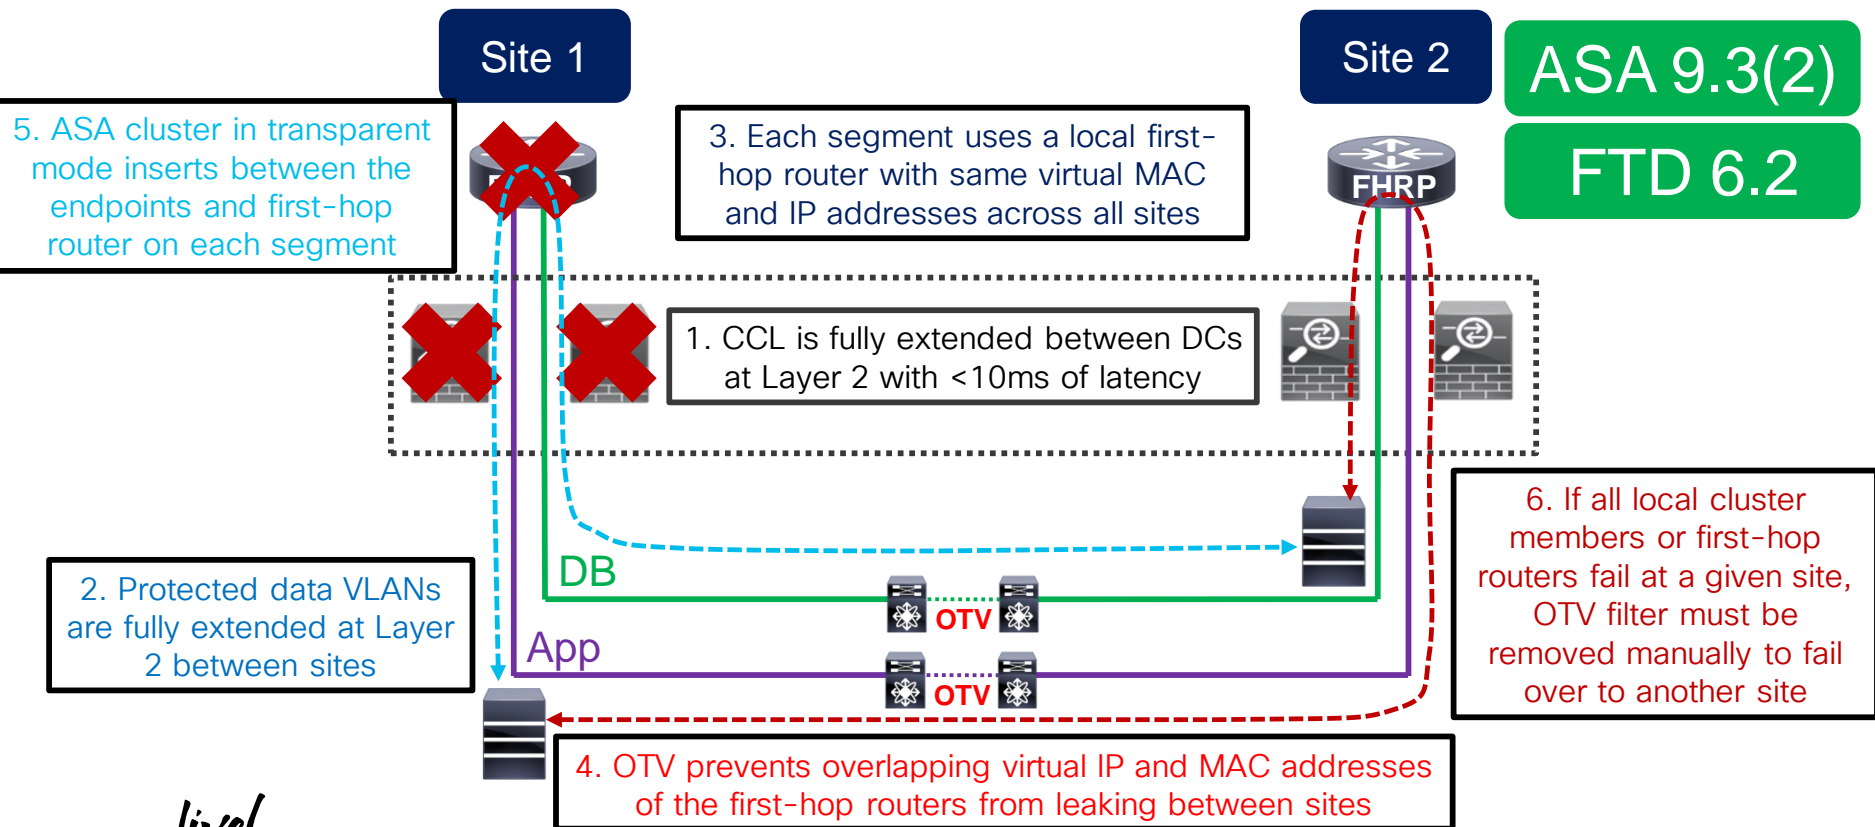 Site 1
Site 2
ASA 9.3(2)
FTD 6.2
5. ASA cluster in transparent
mode inserts between the
endpoints and first-hop
router on each segment
3. Each segment uses a local first-
hop router with same virtual MAC
and IP addresses across all sites
FHRP
1. CCL is fully extended between DCs
at Layer 2 with <10ms of latency
2. Protected data VLANs
are fully extended at Layer
2 between sites
DB
OTV
App
OTV
6. If all local cluster
members or first-hop
routers fail at a given site,
OTV filter must be
removed manually to fail
over to another site
4. OTV prevents overlapping virtual IP and MAC addresses
of the first-hop routers from leaking between sites